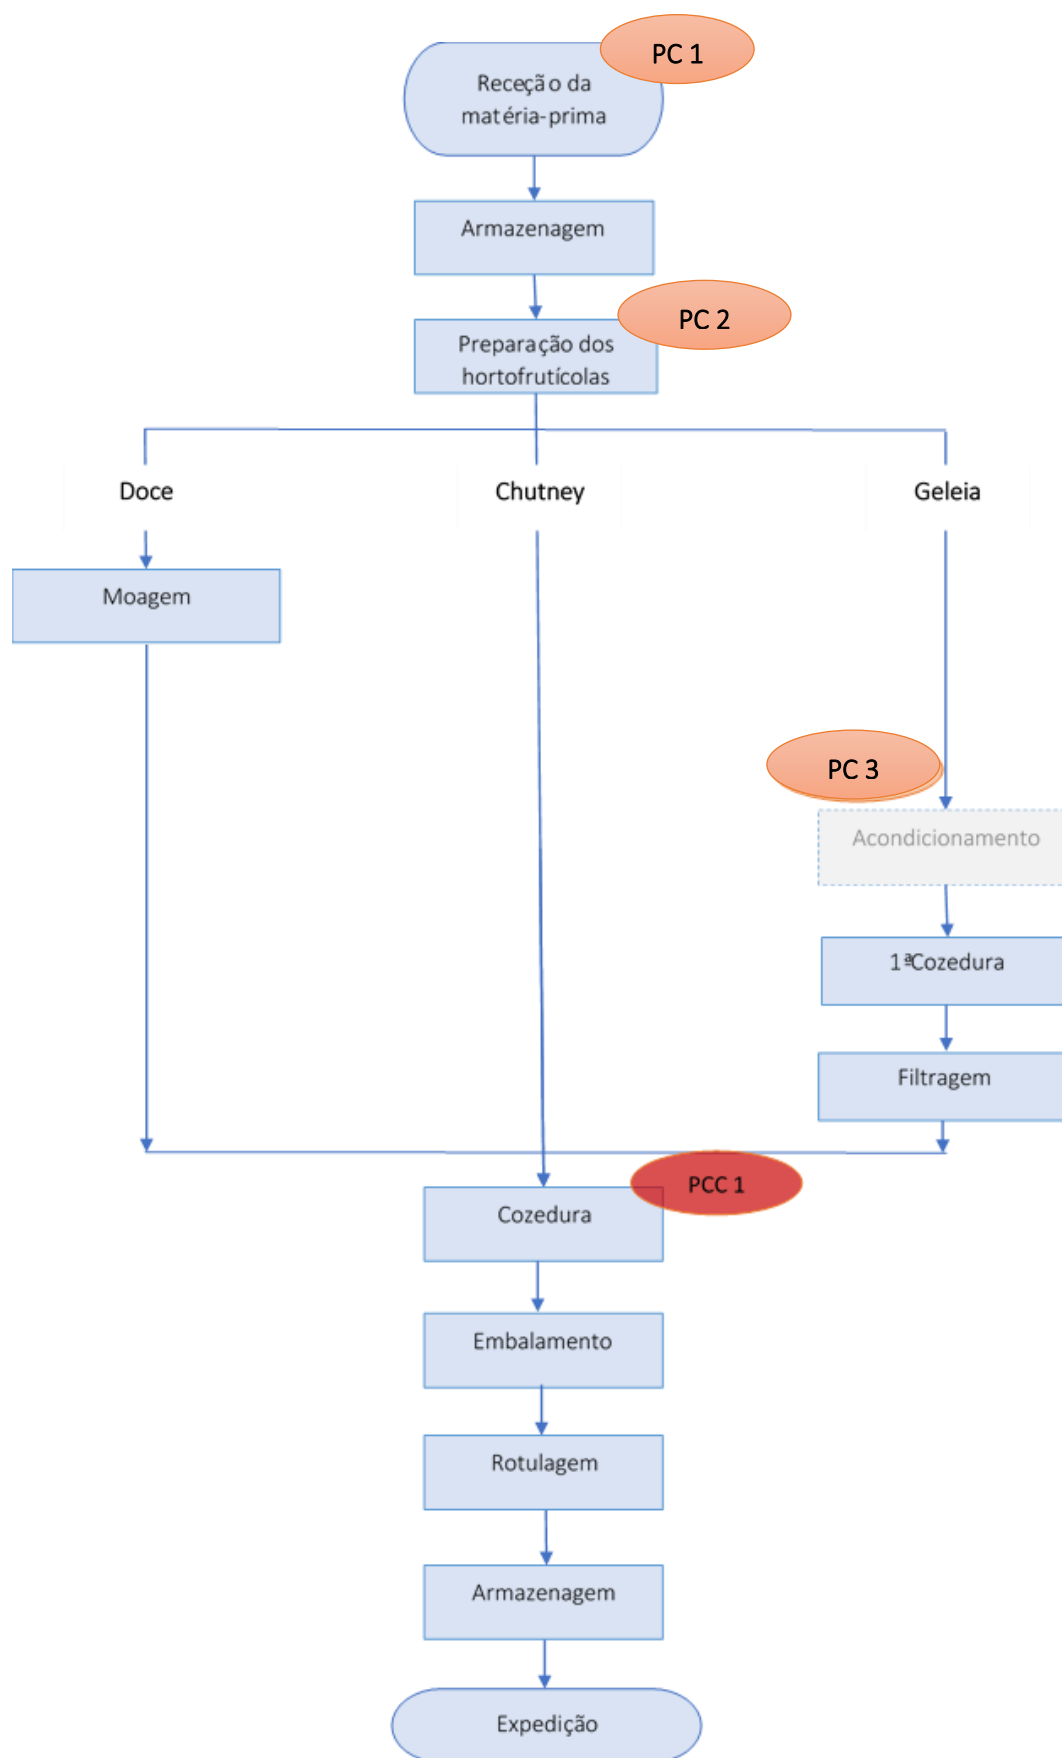 PC 1
Receção da
matéria-prima
Armazenagem
PC 2
Preparação dos
hortofrutícolas
Doce
Chutney
Geleia
Moagem
PC 3
Acondicionamento
1ªCozedura
Filtragem
PCC 1
Cozedura
Embalamento
Rotulagem
Armazenagem
Expedição